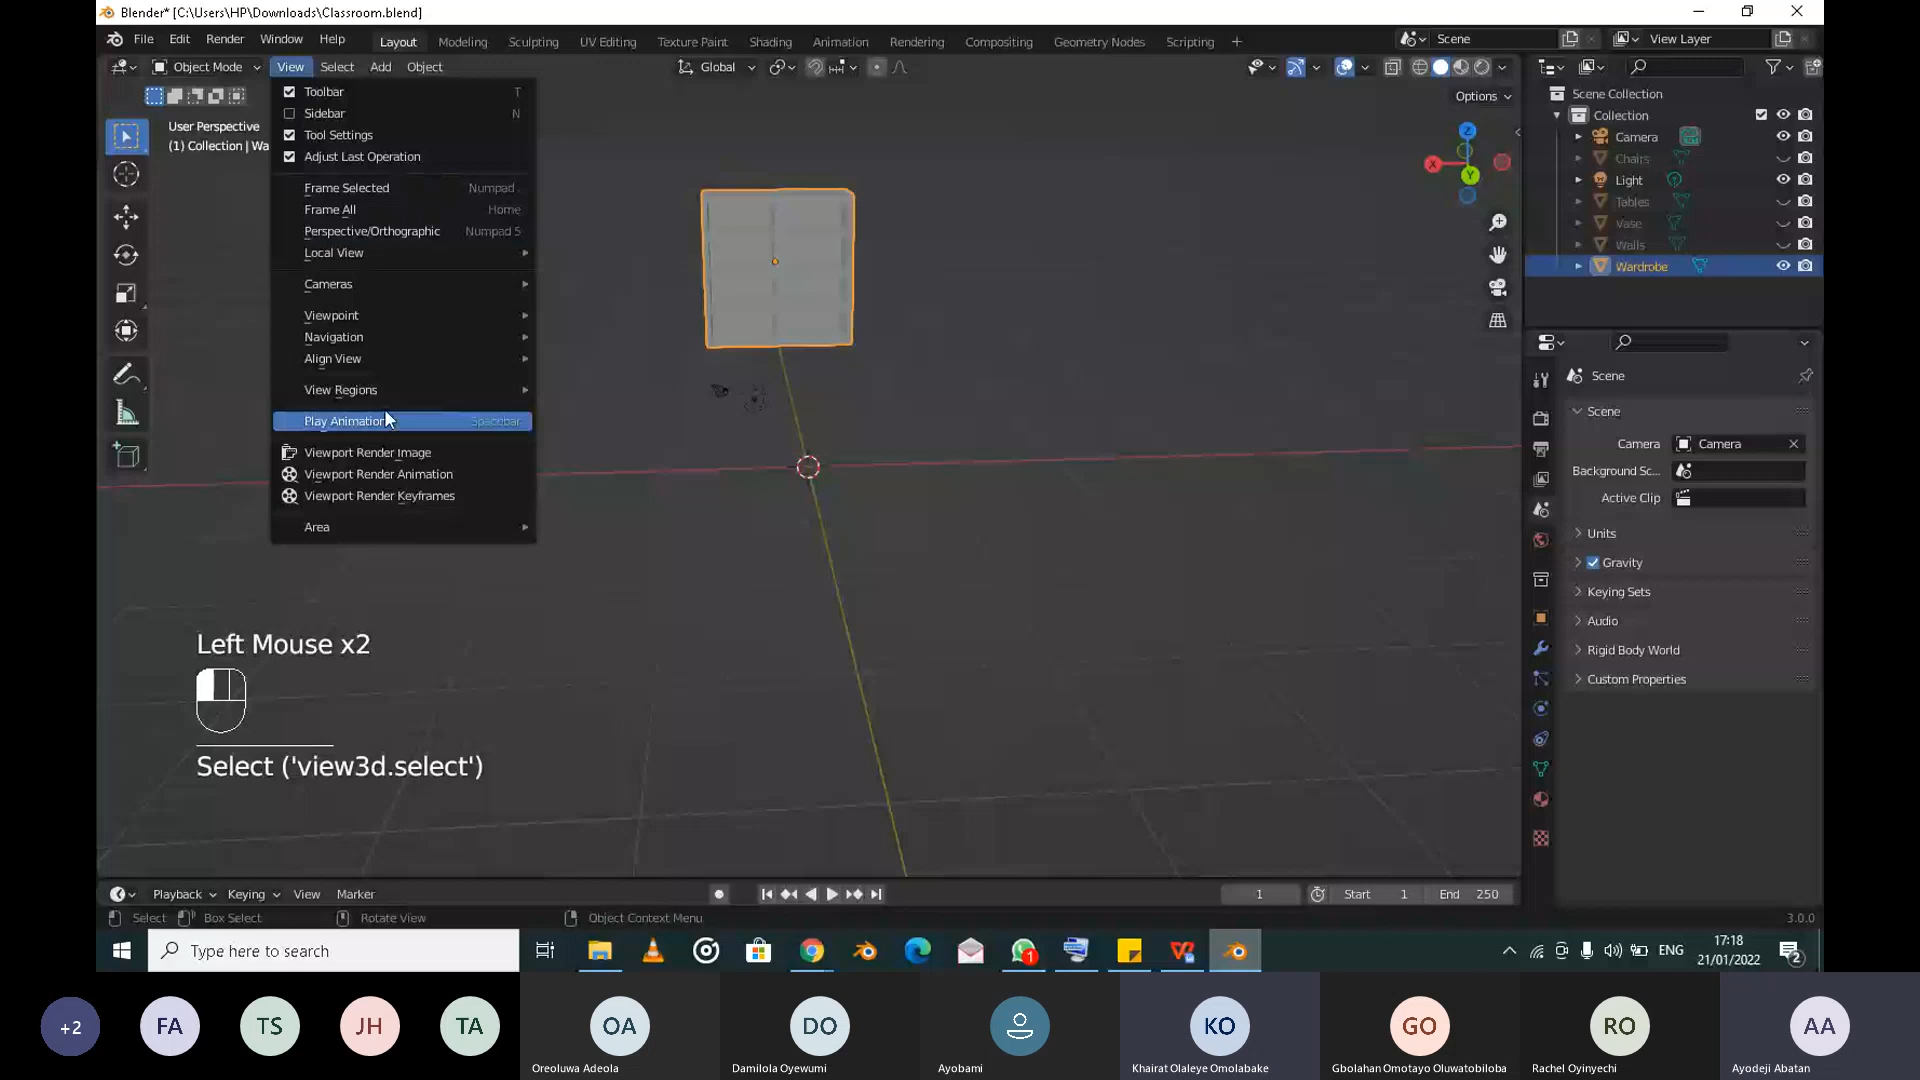 Blender* [C:\Users\HP\Downloads\Classroom.blend]
File Edit Render Window Help
Layout Modeling Sculpting UV Editing Texture Paint Shading Animation Rendering Compositing Geometry Nodes Scripting +
Scene
View Layer
Object Mode View Select Add Object
Global
Options
Toolbar T
Sidebar N
Tool Settings
Adjust Last Operation
Frame Selected Numpad .
Frame All Home
Perspective/Orthographic Numpad 5
Local View
Cameras
Viewpoint
Navigation
Align View
View Regions
Play Animation Spacebar
Viewport Render Image
Viewport Render Animation
Viewport Render Keyframes
Area
User Perspective
(1) Collection | Wa
Z
X
Y
Scene Collection
Collection
Camera
Chairs
Light
Tables
Vase
Walls
Wardrobe
Scene
Scene
Camera Camera
Background Sc...
Active Clip
Units
Gravity
Keying Sets
Audio
Rigid Body World
Custom Properties
Left Mouse x2
Select ('view3d.select')
Playback Keying View Marker
1 Start 1 End 250
Select Box Select Rotate View Object Context Menu 3.0.0
Type here to search
1
ENG
17:18
21/01/2022
2
+2 FA TS JH TA OA DO KO GO RO AA
Oreoluwa Adeola
Damilola Oyewumi
Ayobami
Khairat Olaleye Omolabake
Gbolahan Omotayo Oluwatobiloba
Rachel Oyinyechi
Ayodeji Abatan